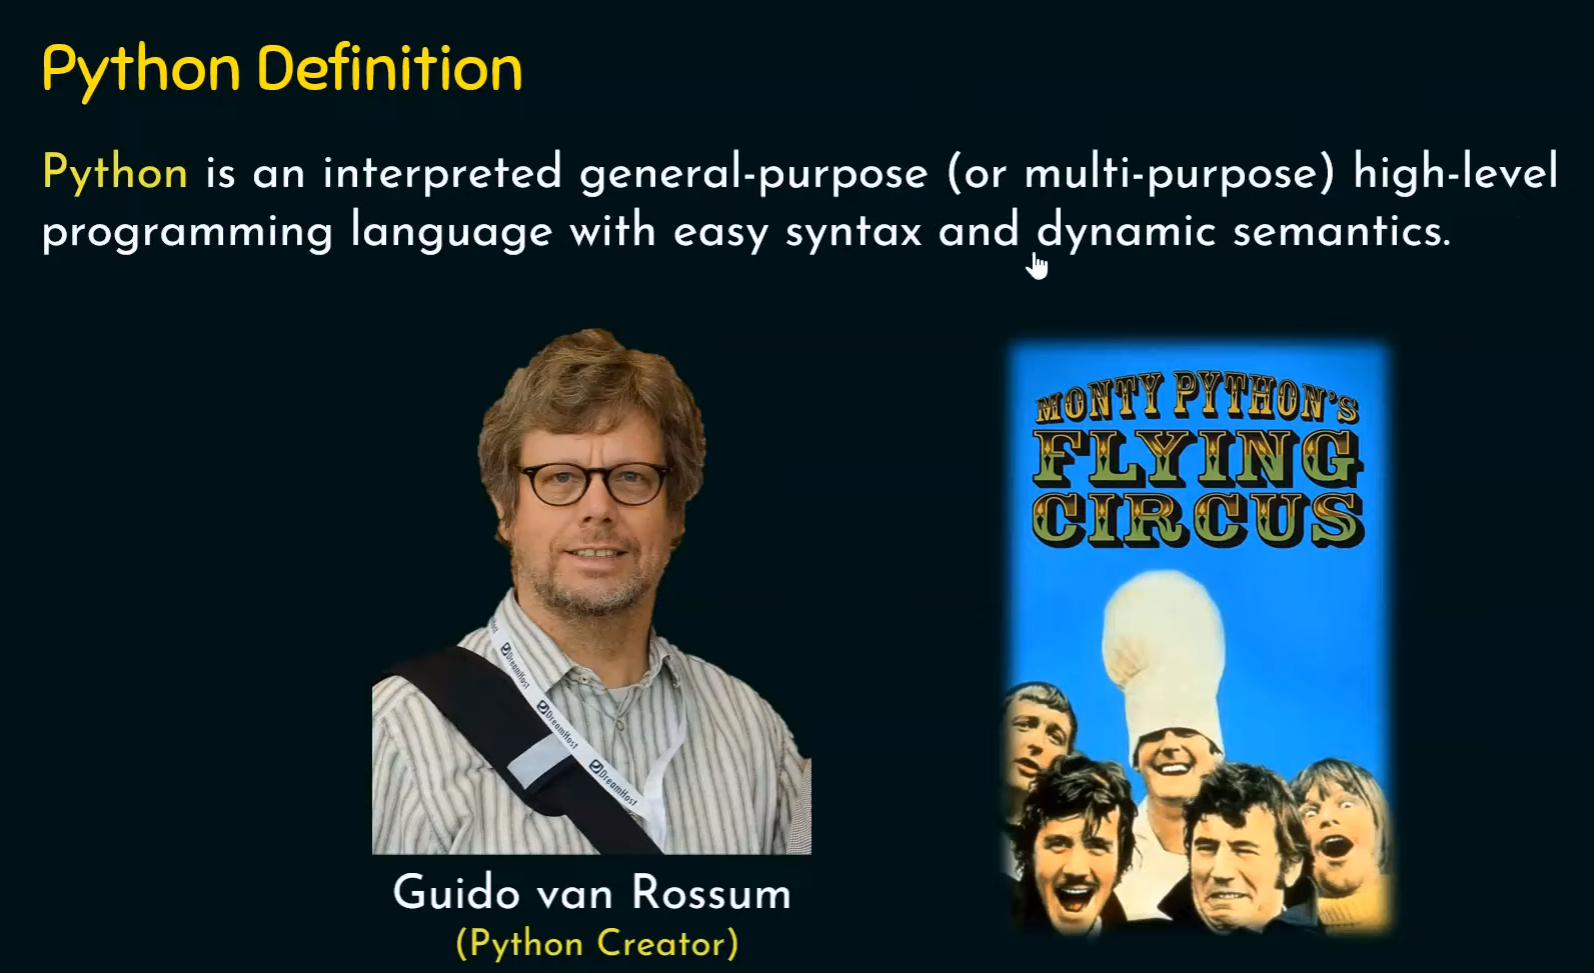 Python Definition
Python is an interpreted general-purpose (or multi-purpose) high-level
programming language with easy syntax and dynamic semantics.
MONTY PYTHON'S
FLYING
CIRCUS
DreamHost
DreamHost
DreamHost
Guido van Rossum
(Python Creator)